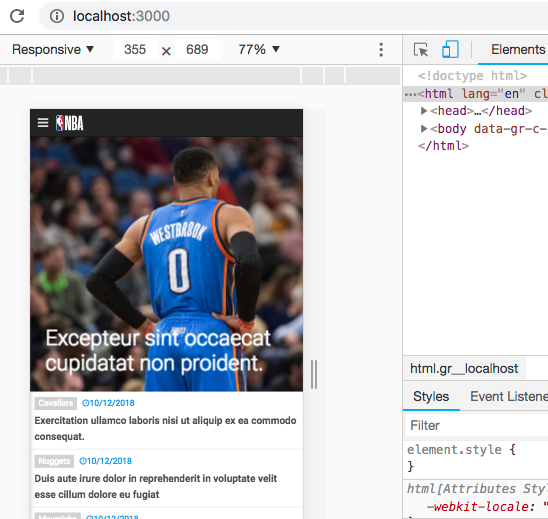 localhost:3000
Responsive ▼ 355 × 689 77% ▼
Elements
<!doctype html>
···<html lang="en" cl
▶<head>…</head>
▶<body data-gr-c-
</html>
NBA
WESTBROOK
0
Excepteur sint occaecat
cupidatat non proident.
Cavaliers 10/12/2018
Exercitation ullamco laboris nisi ut aliquip ex ea commodo
consequat.
Nuggets 10/12/2018
Duis aute irure dolor in reprehenderit in voluptate velit
esse cillum dolore eu fugiat
10/12/2018
html.gr__localhost
Styles Event Listene
Filter
element.style {
}
html[Attributes Styl
-webkit-locale: "